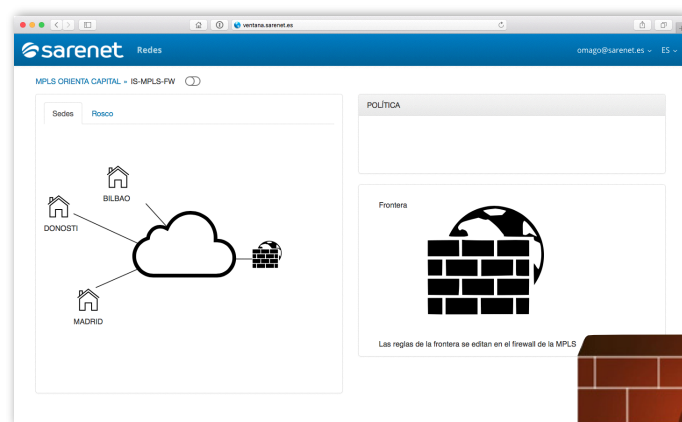 ventana.sarenet.es
sarenet Redes omago@sarenet.es ES
MPLS ORIENTA CAPITAL » IS-MPLS-FW
Sedes Rosco
BILBAO
DONOSTI
MADRID
POLÍTICA
Frontera
Las reglas de la frontera se editan en el firewall de la MPLS